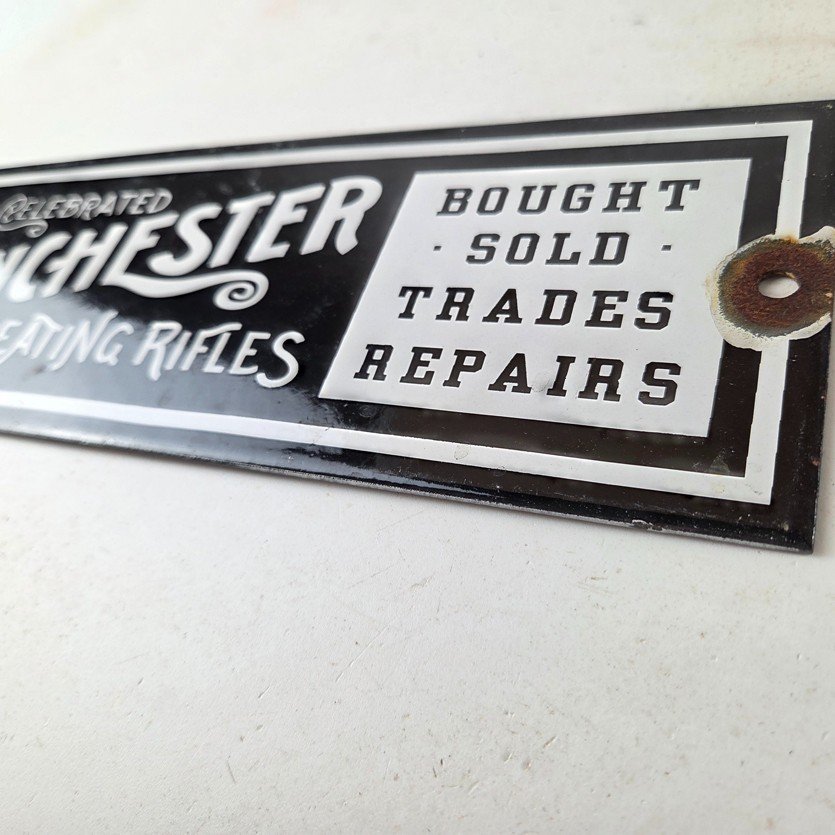 CELEBRATED
NCHESTER
EATING RIFLES
BOUGHT
· SOLD ·
TRADES
REPAIRS